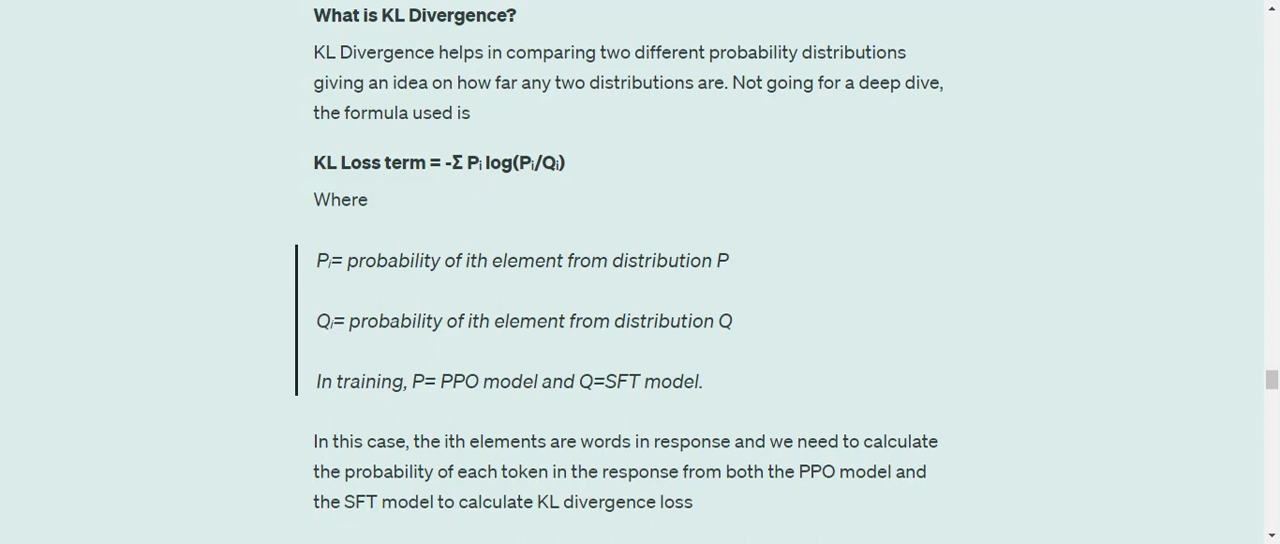 What is KL Divergence?
KL Divergence helps in comparing two different probability distributions
giving an idea on how far any two distributions are. Not going for a deep dive,
the formula used is
KL Loss term = -Σ Pᵢ log(Pᵢ/Qᵢ)
Where
Pᵢ= probability of ith element from distribution P
Qᵢ= probability of ith element from distribution Q
In training, P= PPO model and Q=SFT model.
In this case, the ith elements are words in response and we need to calculate
the probability of each token in the response from both the PPO model and
the SFT model to calculate KL divergence loss